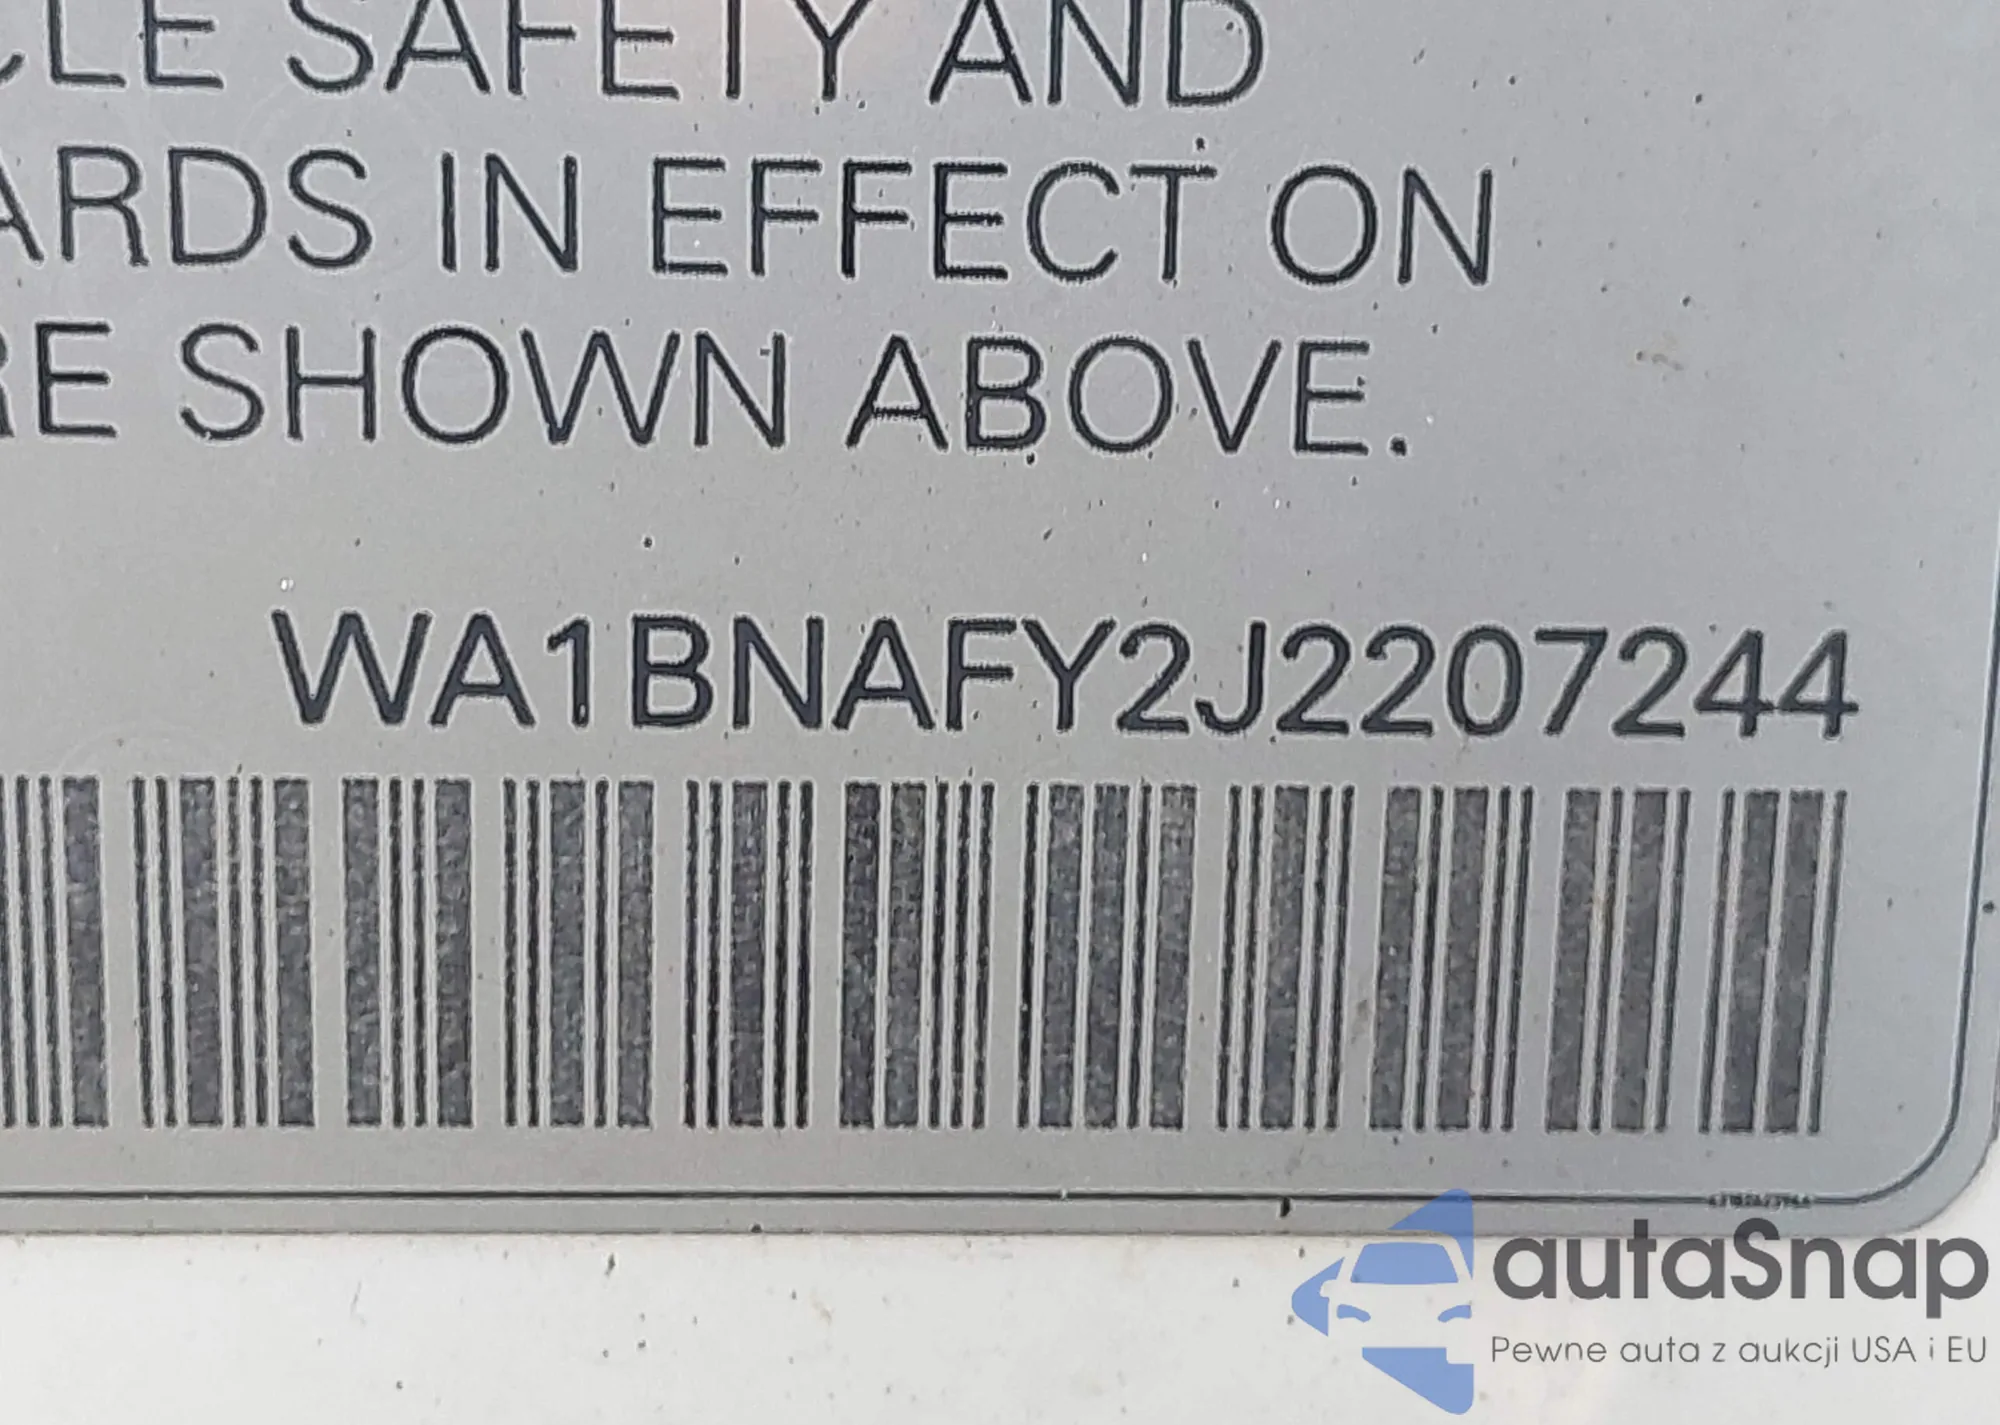 CLE SAFETY AND
ARDS IN EFFECT ON
RE SHOWN ABOVE.
WA1BNAFY2J2207244
autaSnap
Pewne auta z aukcji USA i EU